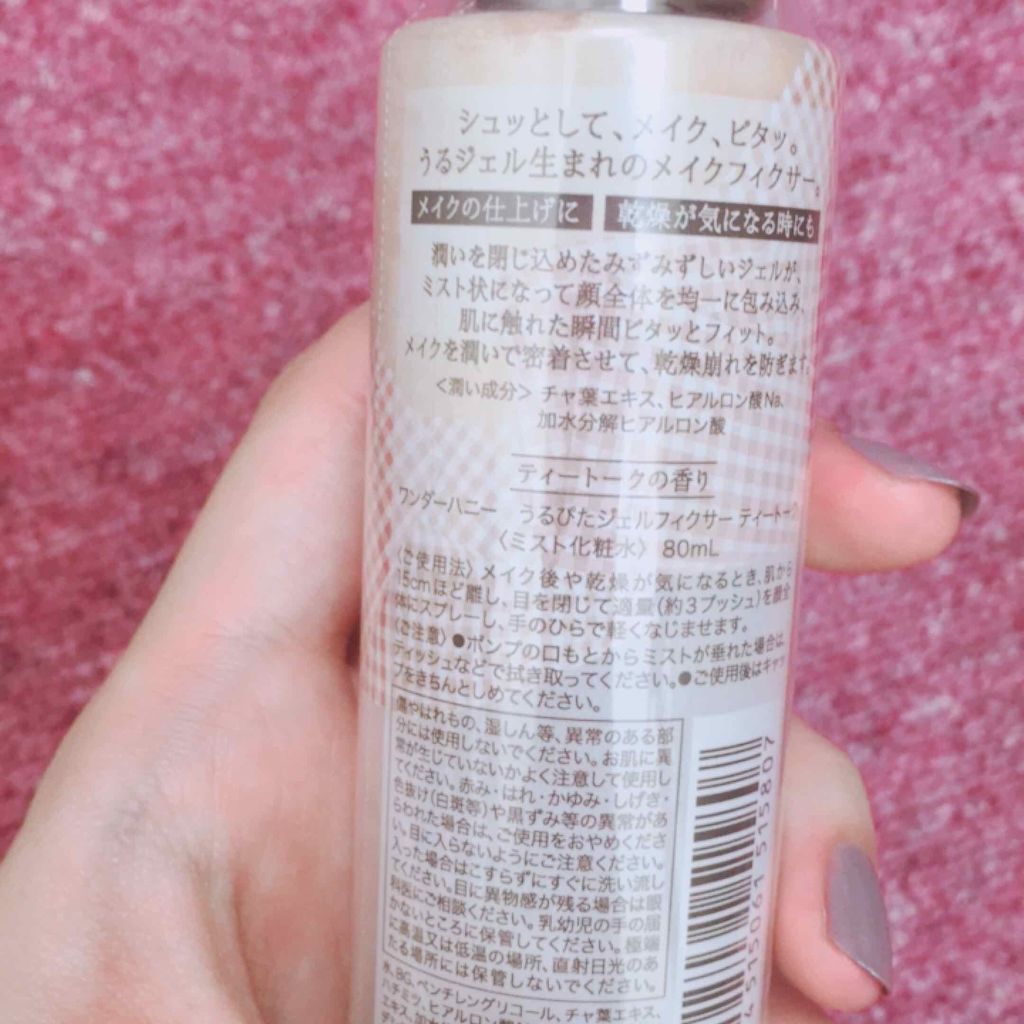 シュッとして、メイク、ピタッ。
うるジェル生まれのメイクフィクサー。
メイクの仕上げに 乾燥が気になる時にも
潤いを閉じ込めたみずみずしいジェルが、
ミスト状になって顔全体を均一に包み込み、
肌に触れた瞬間ピタッとフィット。
メイクを潤いで密着させて、乾燥崩れを防ぎます。
<潤い成分> チャ葉エキス、ヒアルロン酸Na、
加水分解ヒアルロン酸
ティートークの香り
ワンダーハニー うるぴたジェルフィクサー ティートーク
〈ミスト化粧水〉 80mL
〈ご使用法〉メイク後や乾燥が気になるとき、肌から
15cmほど離し、目を閉じて適量(約3プッシュ)を顔全
体にスプレーし、手のひらで軽くなじませます。
〈ご注意〉●ポンプの口もとからミストが垂れた場合は、
ティッシュなどで拭き取ってください。●ご使用後はキャッ
プをきちんとしめてください。
傷やはれもの、湿しん等、異常のある部
分には使用しないでください。お肌に異
常が生じていないかよく注意して使用し
てください。赤み・はれ・かゆみ・しげき・
色抜け(白斑等)や黒ずみ等の異常があ
らわれた場合は、ご使用をおやめくださ
い。目に入らないようにご注意ください。
入った場合はこすらずにすぐに洗い流し
てください。目に異物感が残る場合は眼
科医にご相談ください。乳幼児の手の届
かないところに保管してください。極端
に高温又は低温の場所、直射日光のあ
たる場所には保管しないでください。
水、BG、ペンチレングリコール、チャ葉エキス、
ハチミツ、ヒアルロン酸
エキス、加水
4 515061 515807